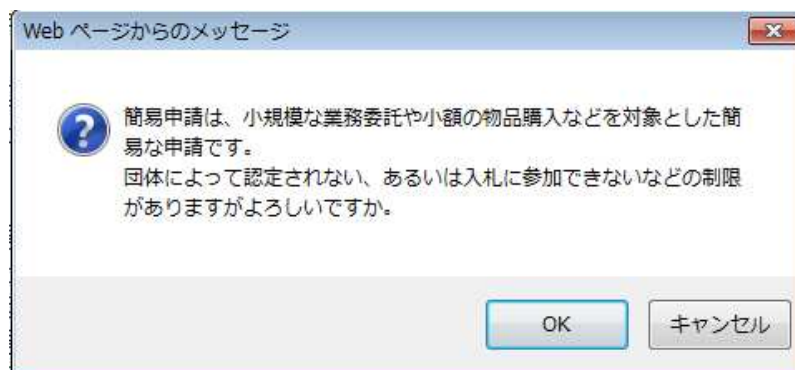 Web ページからのメッセージ
簡易申請は、小規模な業務委託や小額の物品購入などを対象とした簡
易な申請です。
団体によって認定されない、あるいは入札に参加できないなどの制限
がありますがよろしいですか。
OK
キャンセル